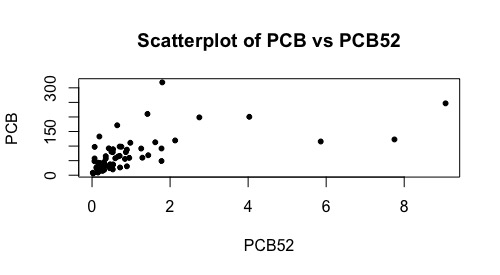 Scatterplot of PCB vs PCB52
PCB
300
150
0
0 2 4 6 8
PCB52